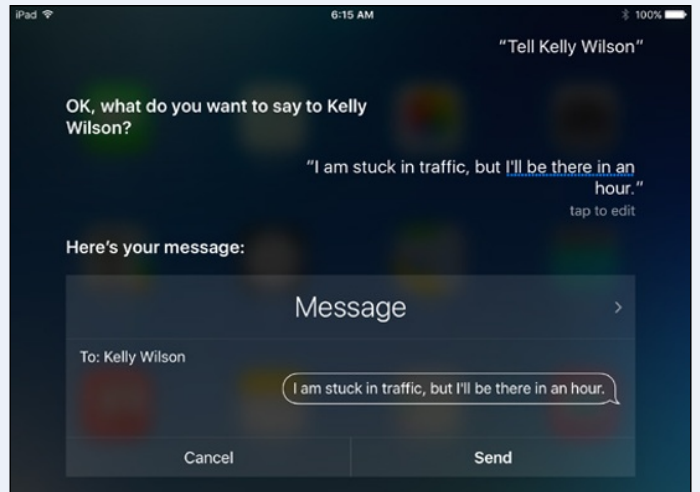 iPad 6:15 AM 100%
“Tell Kelly Wilson”
OK, what do you want to say to Kelly
Wilson?
“I am stuck in traffic, but I'll be there in an
hour.”
tap to edit
Here’s your message:
Message
To: Kelly Wilson
I am stuck in traffic, but I'll be there in an hour.
Cancel Send